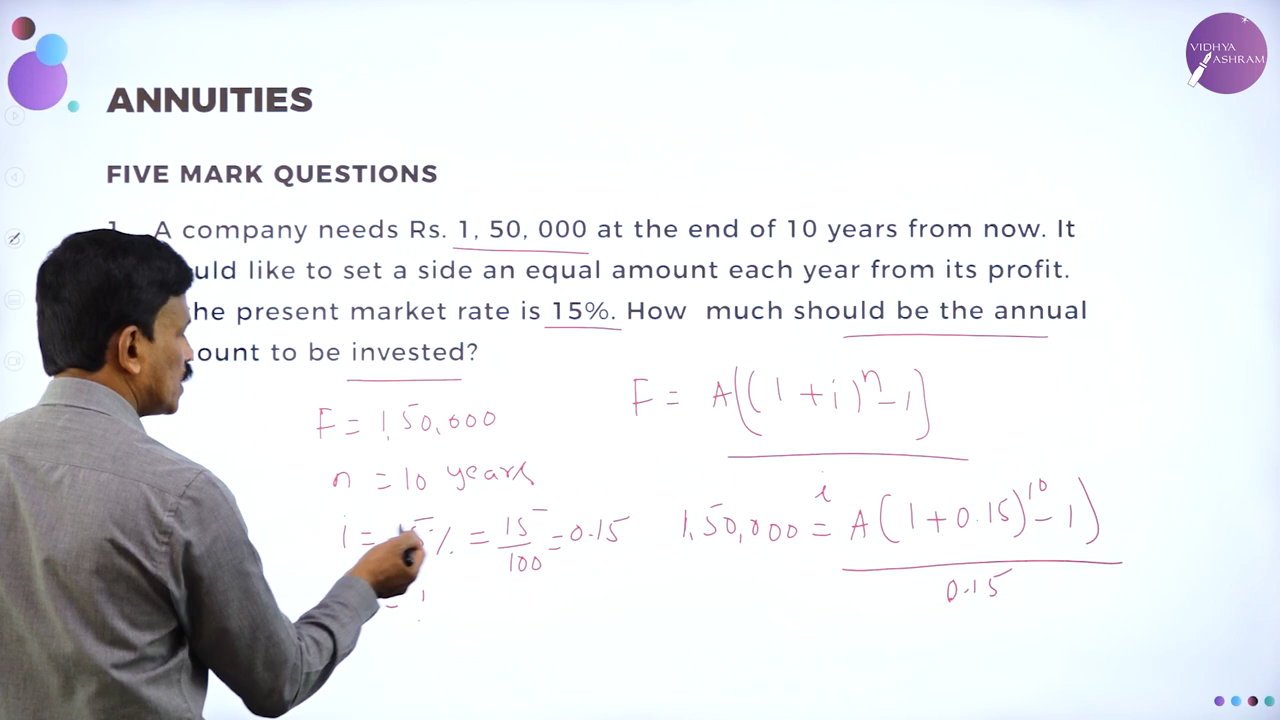 VIDHYA
ASHRAM
ANNUITIES
FIVE MARK QUESTIONS
A company needs Rs. 1, 50, 000 at the end of 10 years from now. It
like to set a side an equal amount each year from its profit.
present market rate is 15%. How much should be the annual
to be invested?
F = A((1+i)^n - 1)
i
F = 1,50,000
n = 10 years
i = 15% = 15/100 = 0.15
1,50,000 = A(1+0.15)^10 - 1)
0.15